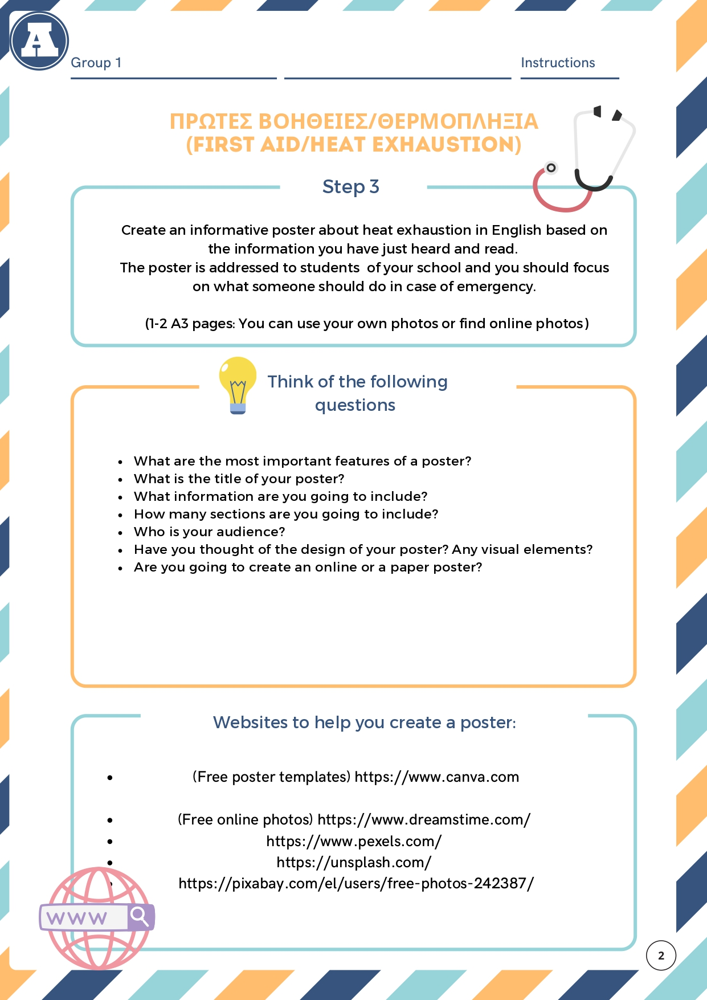 A
Group 1
Instructions
ΠΡΩΤΕΣ ΒΟΗΘΕΙΕΣ/ΘΕΡΜΟΠΛΗΞΙΑ
(FIRST AID/HEAT EXHAUSTION)
Step 3
Create an informative poster about heat exhaustion in English based on
the information you have just heard and read.
The poster is addressed to students of your school and you should focus
on what someone should do in case of emergency.
(1-2 A3 pages: You can use your own photos or find online photos)
Think of the following
questions
• What are the most important features of a poster?
• What is the title of your poster?
• What information are you going to include?
• How many sections are you going to include?
• Who is your audience?
• Have you thought of the design of your poster? Any visual elements?
• Are you going to create an online or a paper poster?
Websites to help you create a poster:
• (Free poster templates) https://www.canva.com
• (Free online photos) https://www.dreamstime.com/
• https://www.pexels.com/
• https://unsplash.com/
• https://pixabay.com/el/users/free-photos-242387/
WWW
2